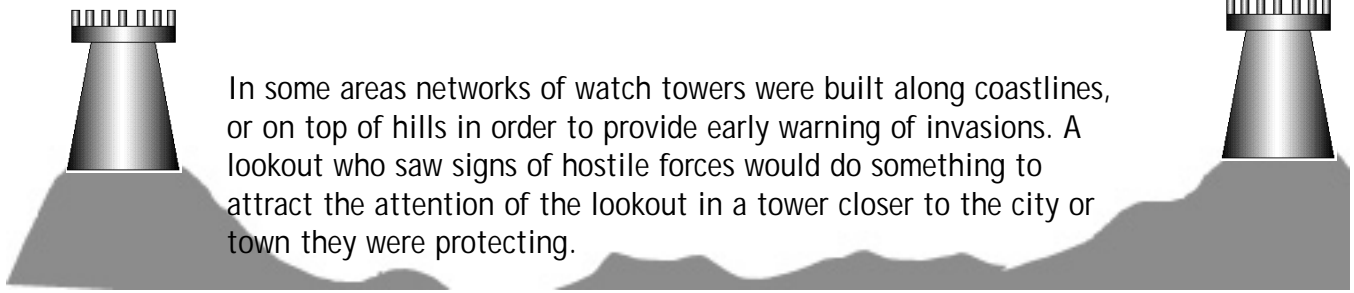 In some areas networks of watch towers were built along coastlines,
or on top of hills in order to provide early warning of invasions. A
lookout who saw signs of hostile forces would do something to
attract the attention of the lookout in a tower closer to the city or
town they were protecting.